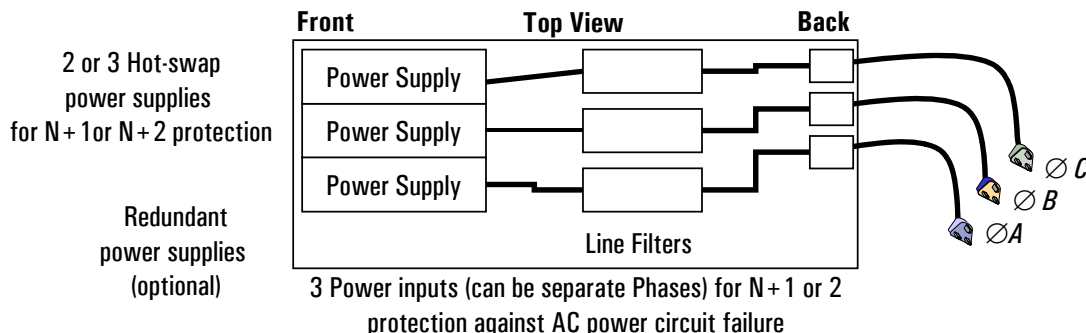 Front Top View Back
2 or 3 Hot-swap
power supplies
for N+1or N+2 protection
Power Supply
Power Supply
Power Supply
Redundant
power supplies
(optional)
Line Filters
∅ C
∅ B
∅A
3 Power inputs (can be separate Phases) for N+1 or 2
protection against AC power circuit failure